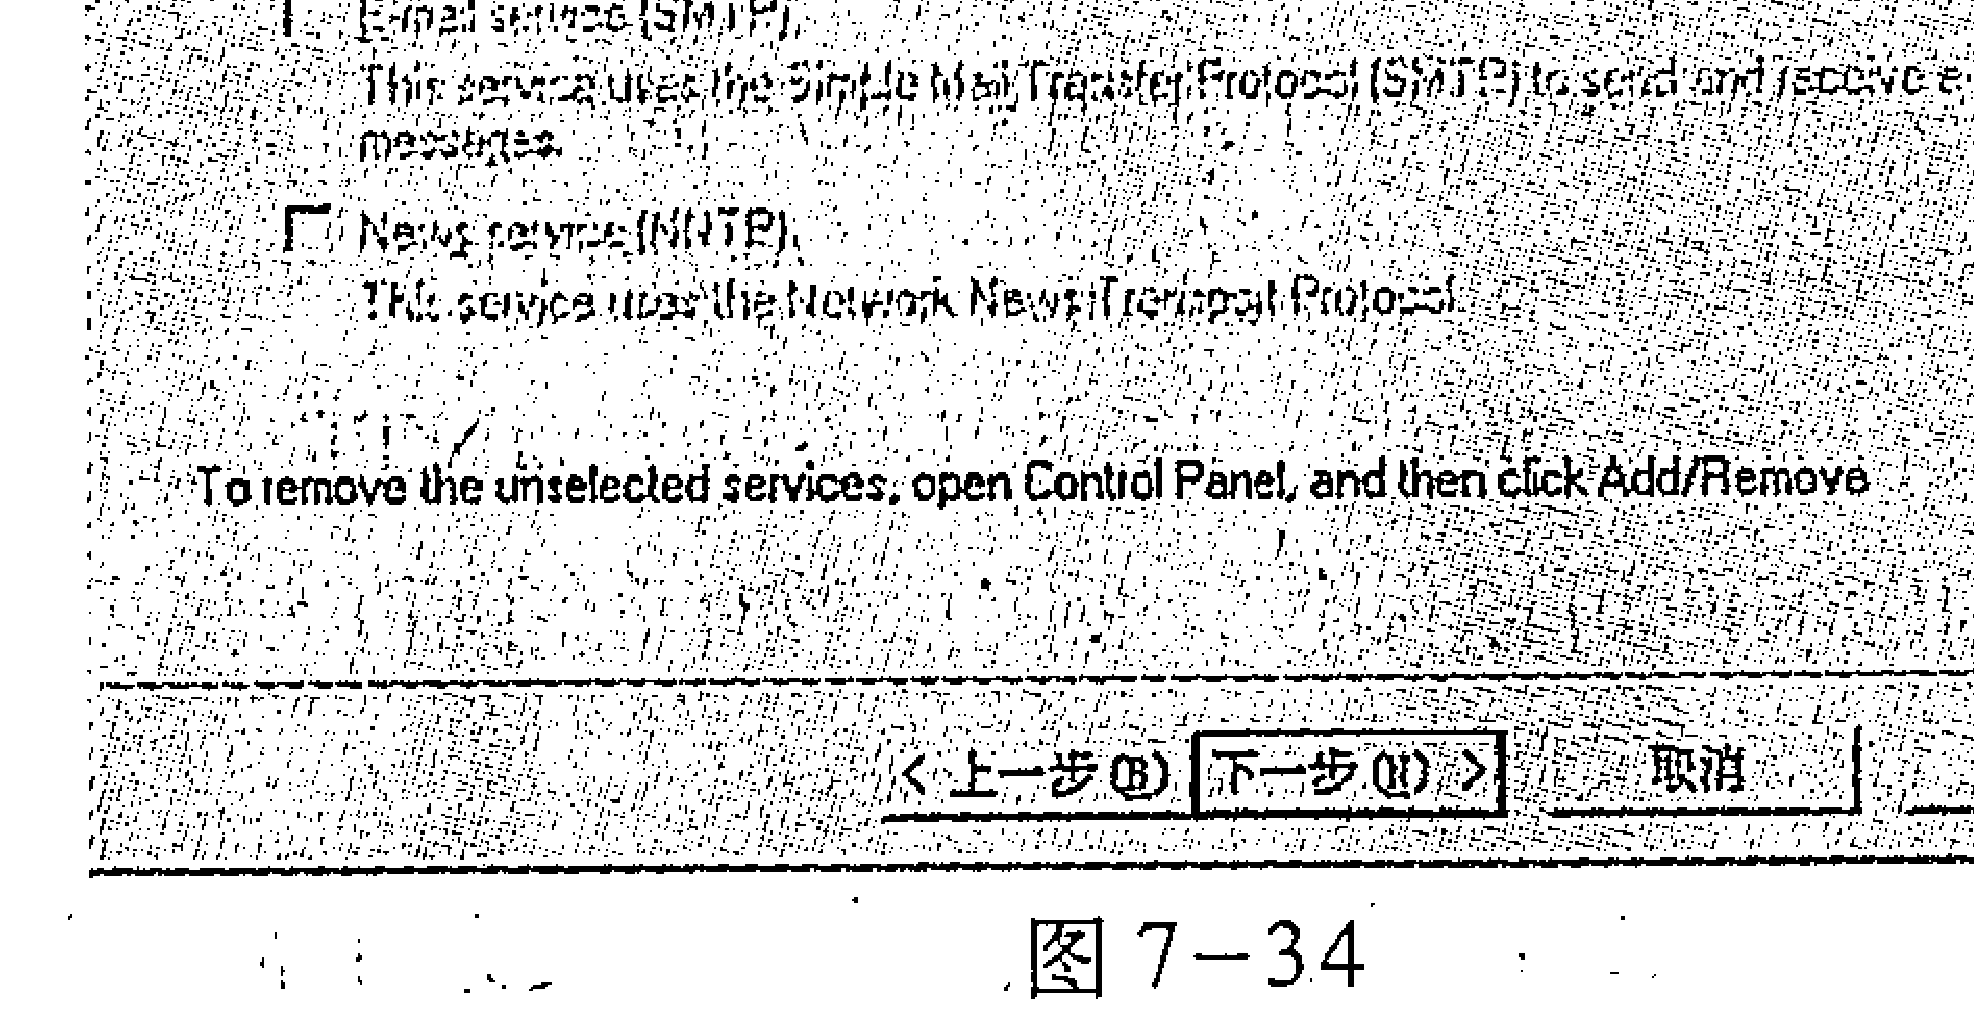 E-mail service (SMTP).
This service uses the Simple Mail Transfer Protocol (SMTP) to send and receive e
messages.
News service (NNTP).
This service uses the Network News Transport Protocol.
To remove the unselected services, open Control Panel, and then click Add/Remove
< 上一步(B) 下一步(N) > 取消
图 7-34